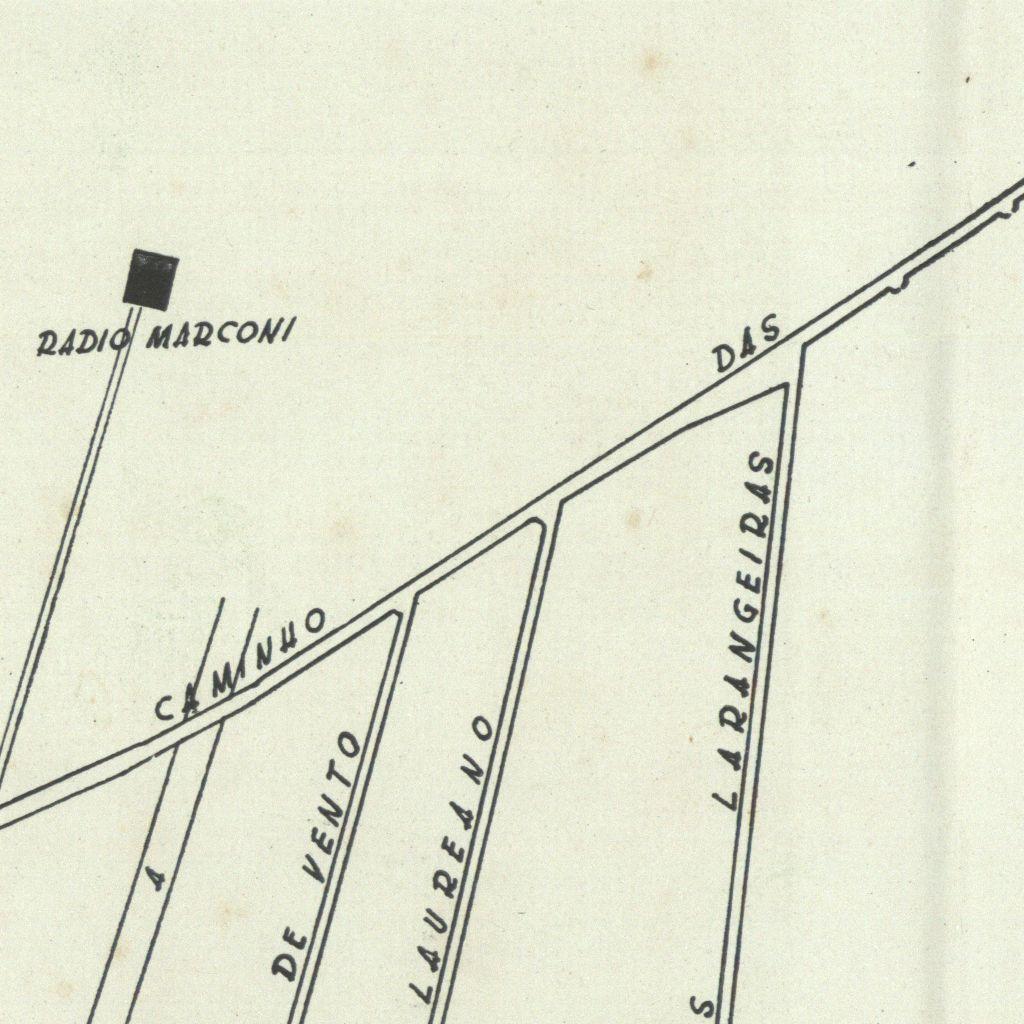 RADIO MARCONI
CAMINHO DAS
A
DE VENTO
LAUREANO
LARANGEIRAS
S